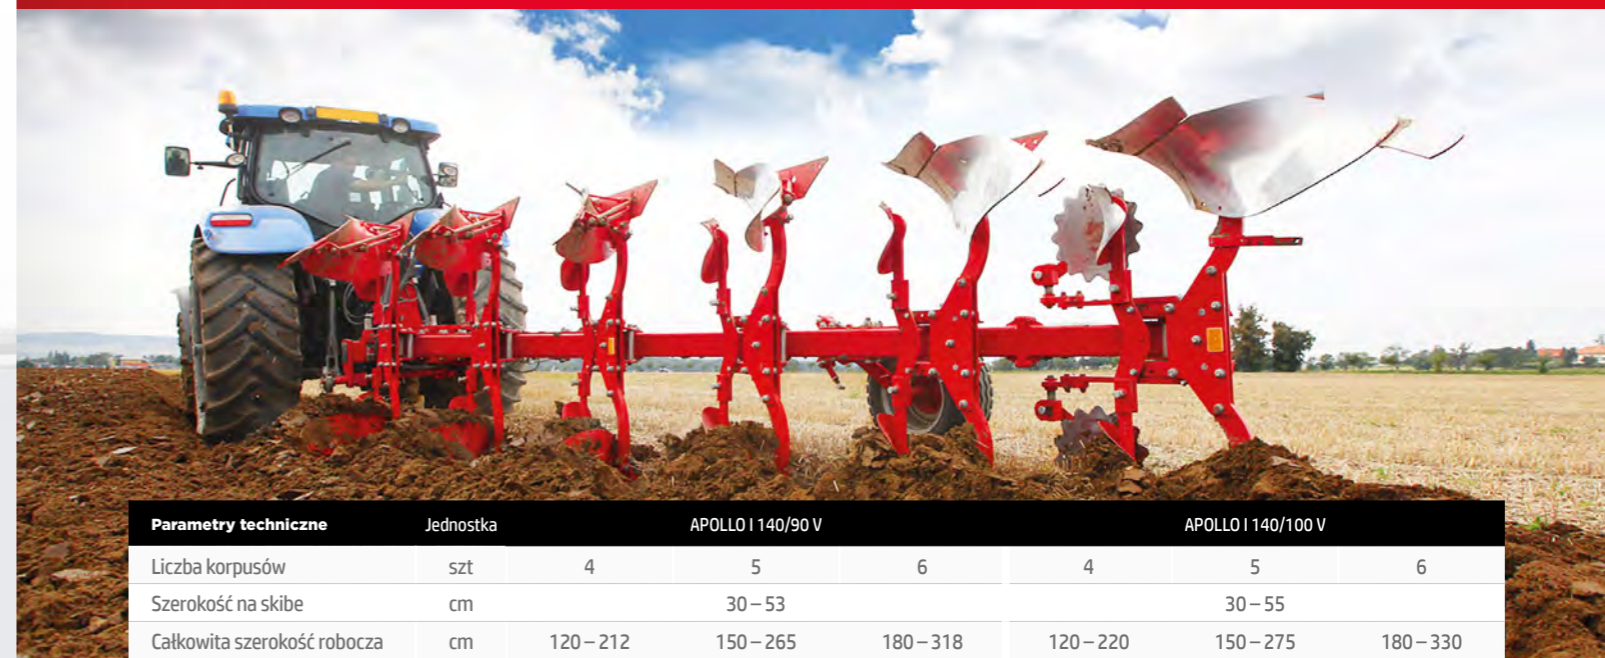 Parametry techniczne Jednostka APOLLO I 140/90 V APOLLO I 140/100 V
Liczba korpusów szt 4 5 6 4 5 6
Szerokość na skibe cm 30–53 30–55
Całkowita szerokość robocza cm 120–212 150–265 180–318 120–220 150–275 180–330